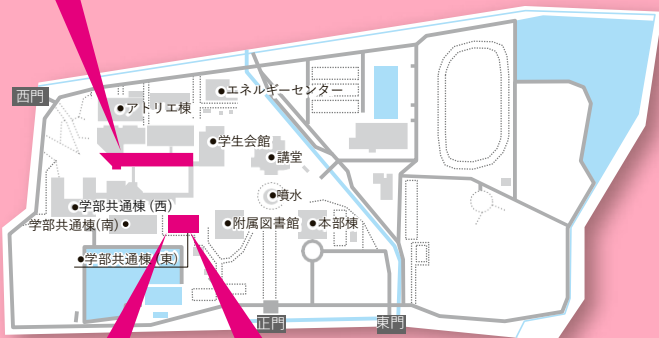 ●エネルギーセンター
西門
●アトリエ棟
●学生会館
●講堂
●噴水
●学部共通棟（西）
学部共通棟(南)●
●附属図書館
●本部棟
●学部共通棟（東）
正門
東門